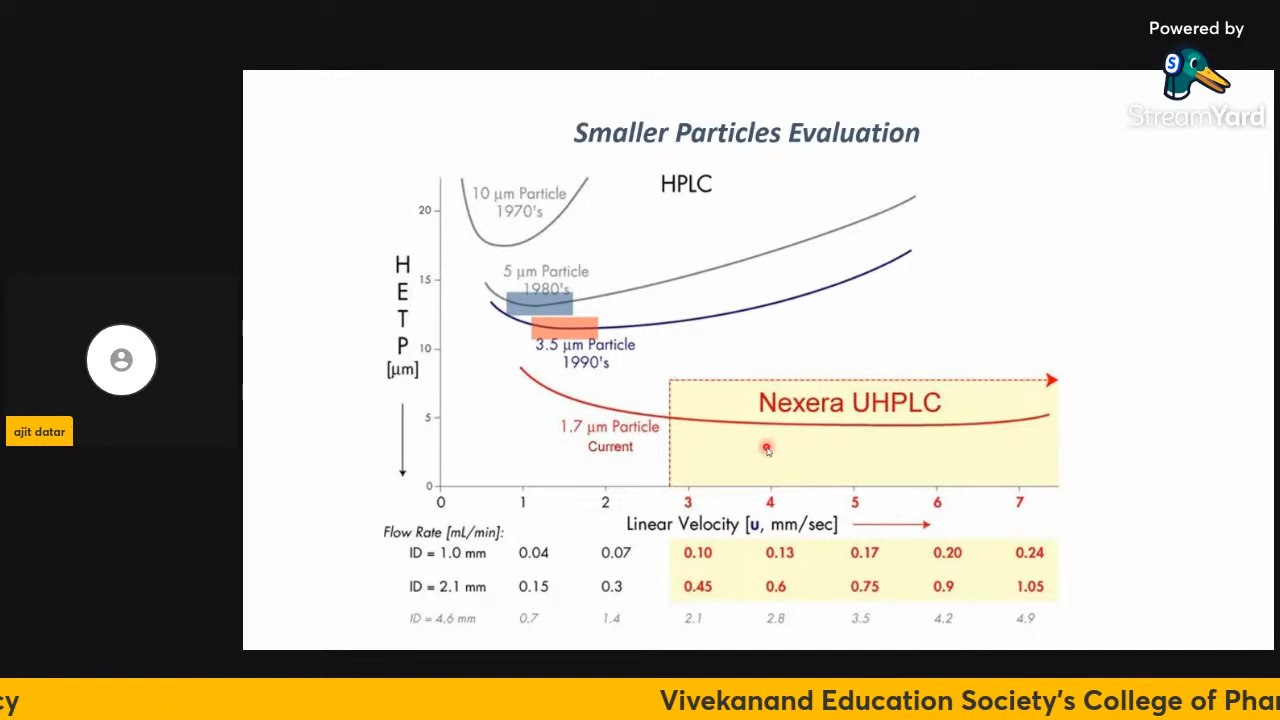 Powered by
S
StreamYard
Smaller Particles Evaluation
HPLC
10 µm Particle
1970's
20
5 µm Particle
1980's
15
H
E
T
P
[µm]
3.5 µm Particle
1990's
10
Nexera UHPLC
5
1.7 µm Particle
Current
0
0 1 2 3 4 5 6 7
Linear Velocity [u, mm/sec]
Flow Rate [mL/min]:
ID = 1.0 mm 0.04 0.07 0.10 0.13 0.17 0.20 0.24
ID = 2.1 mm 0.15 0.3 0.45 0.6 0.75 0.9 1.05
ID = 4.6 mm 0.7 1.4 2.1 2.8 3.5 4.2 4.9
ajit datar
cy Vivekanand Education Society's College of Phar